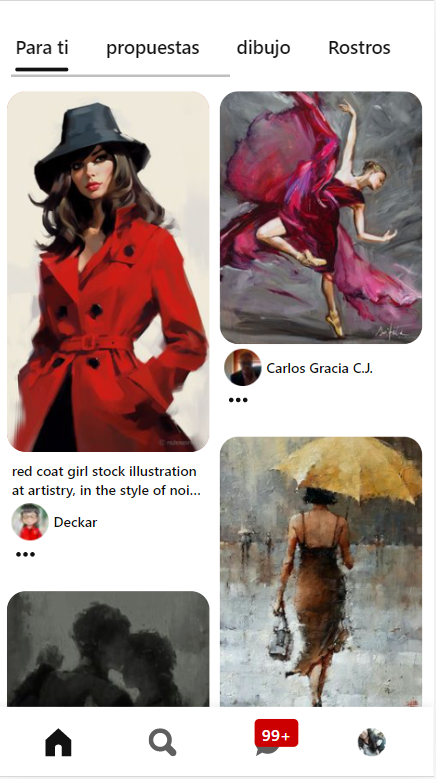 Para ti
propuestas
dibujo
Rostros
Carlos Gracia C.J.
red coat girl stock illustration
at artistry, in the style of noi...
Deckar
99+